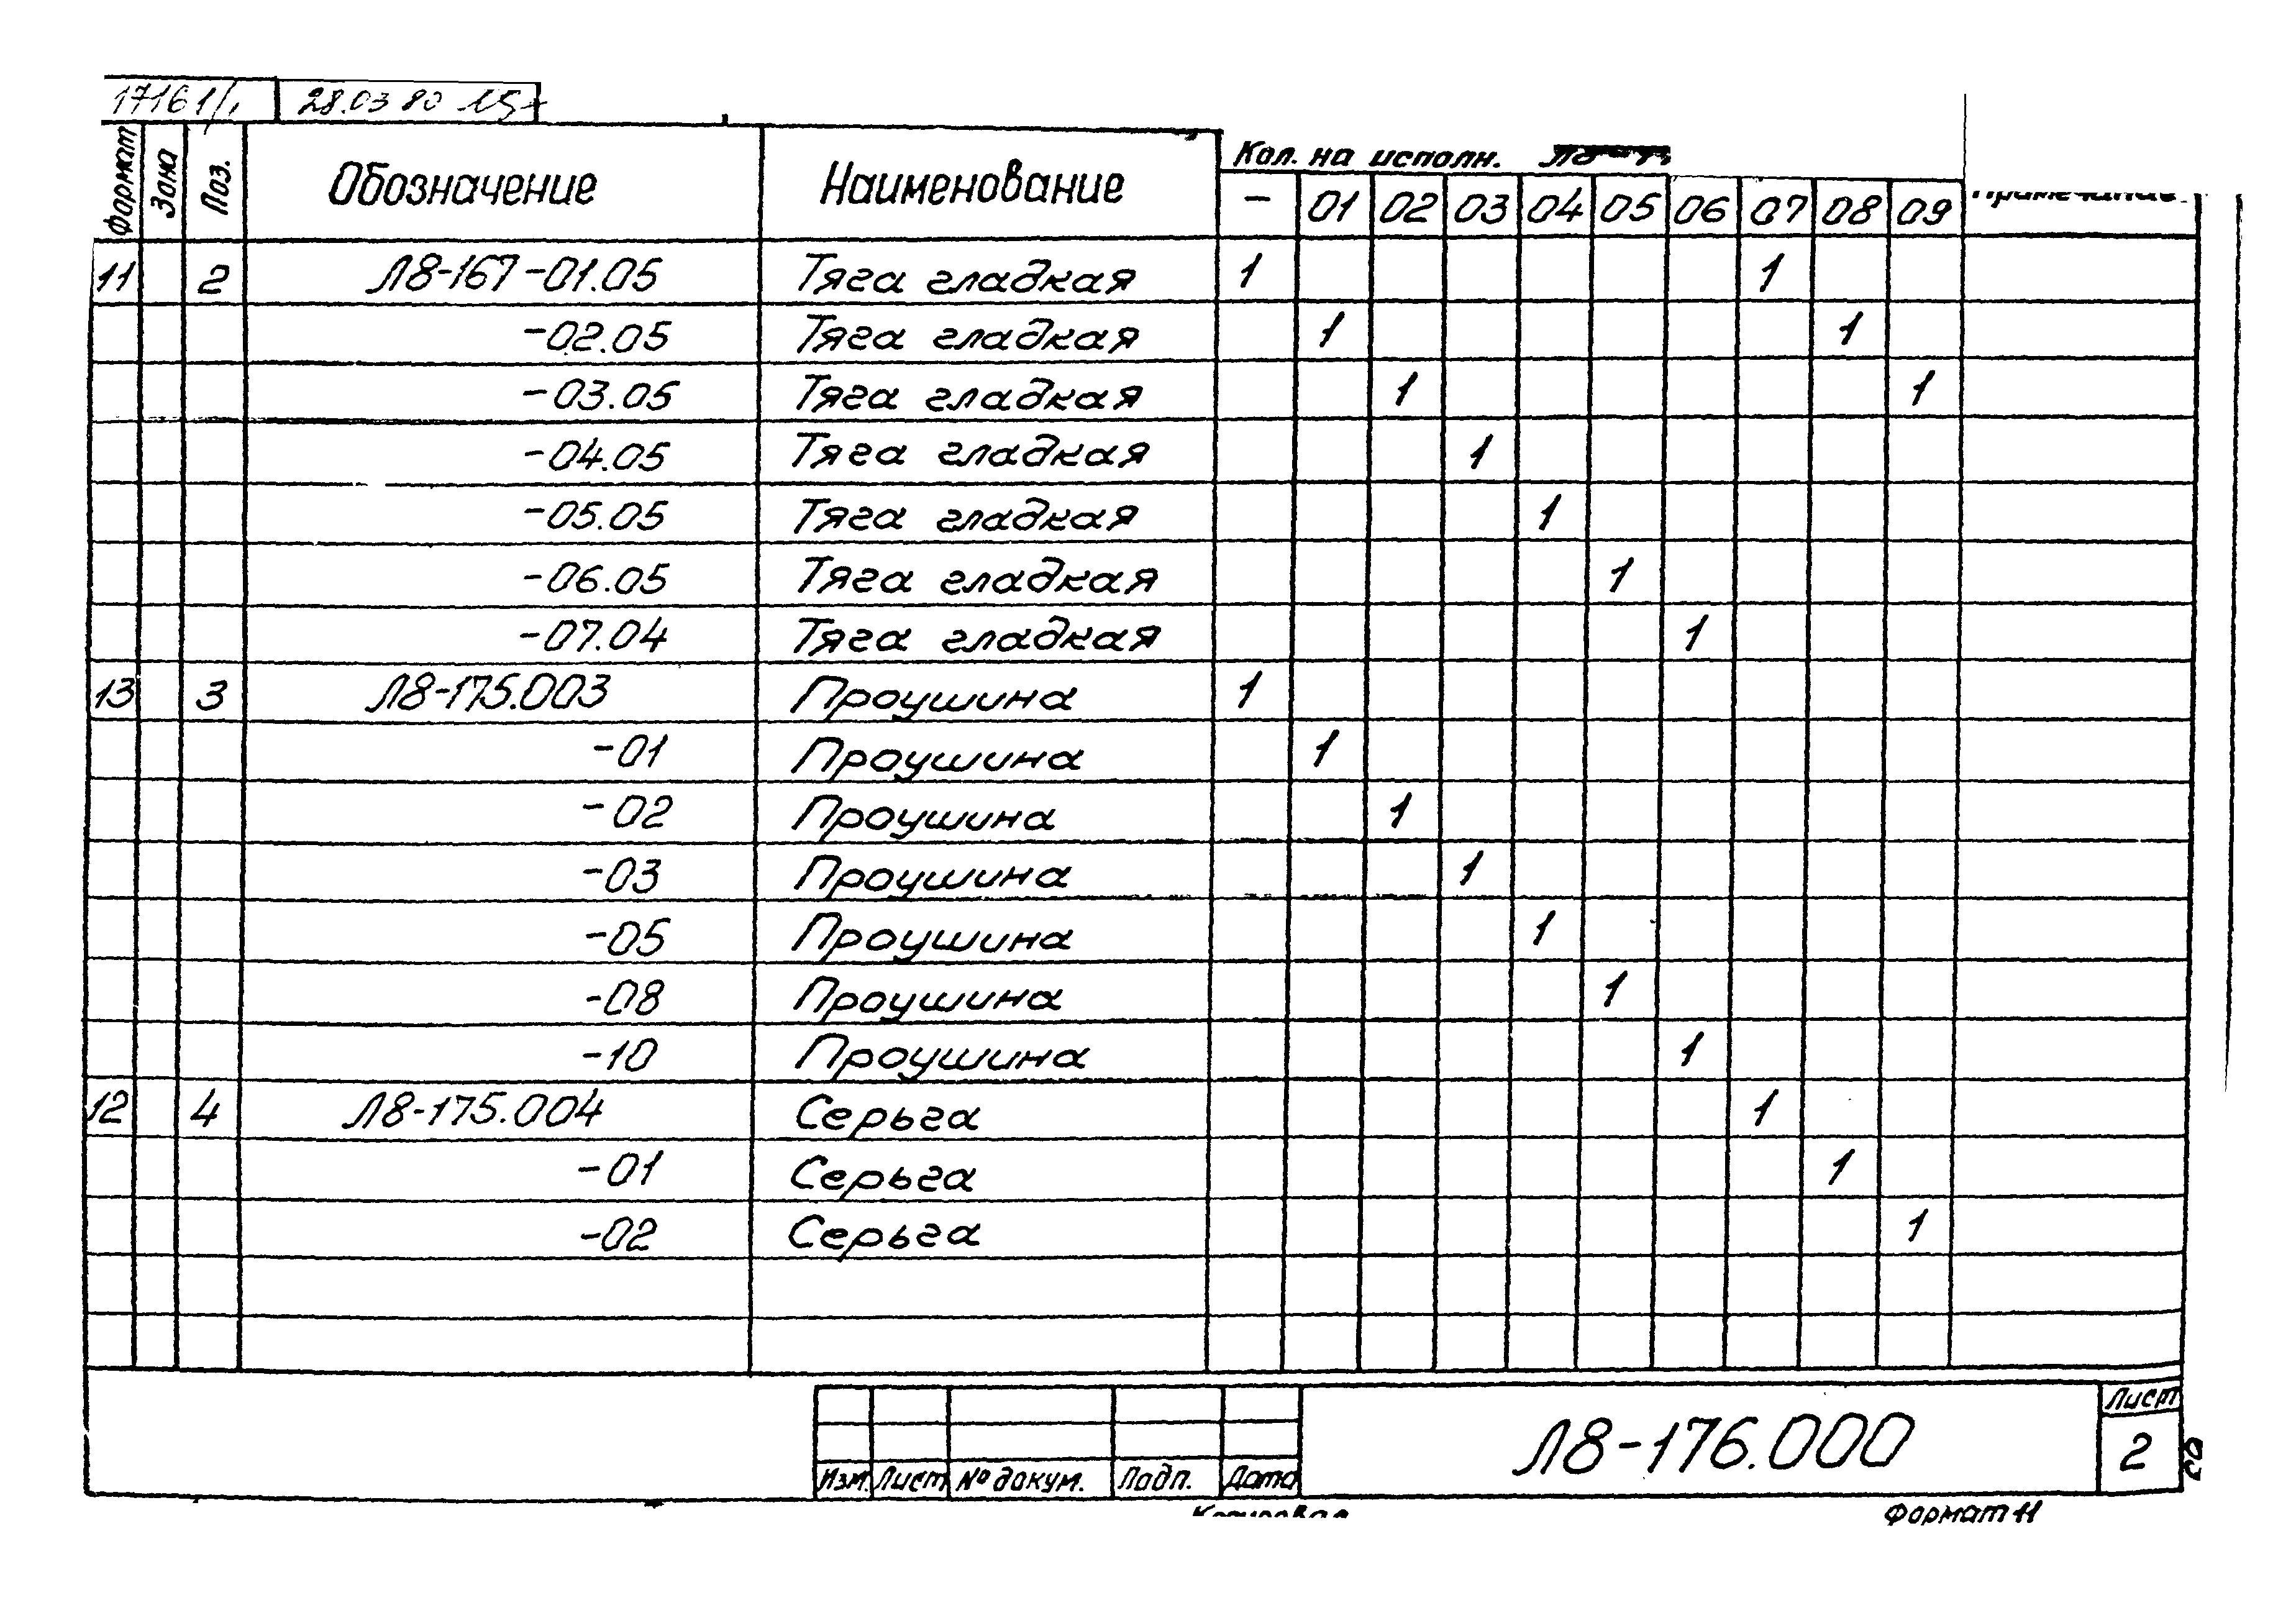 17161/1 28.03 80
Формат Зона Поз. Обозначение Наименование Кол. на исполн. Примечание
– 01 02 03 04 05 06 07 08 09
11 2 Л8-167-01.05 Тяга гладкая 1 1
-02.05 Тяга гладкая 1 1
-03.05 Тяга гладкая 1 1
-04.05 Тяга гладкая 1
-05.05 Тяга гладкая 1
-06.05 Тяга гладкая 1
-07.04 Тяга гладкая 1
13 3 Л8-175.003 Проушина 1
-01 Проушина 1
-02 Проушина 1
-03 Проушина 1
-05 Проушина 1
-08 Проушина 1
-10 Проушина 1
12 4 Л8-175.004 Серьга 1
-01 Серьга 1
-02 Серьга 1
Изм. Лист № докум. Подп. Дата
Л8-176.000
Лист
2
Копировал Формат 11